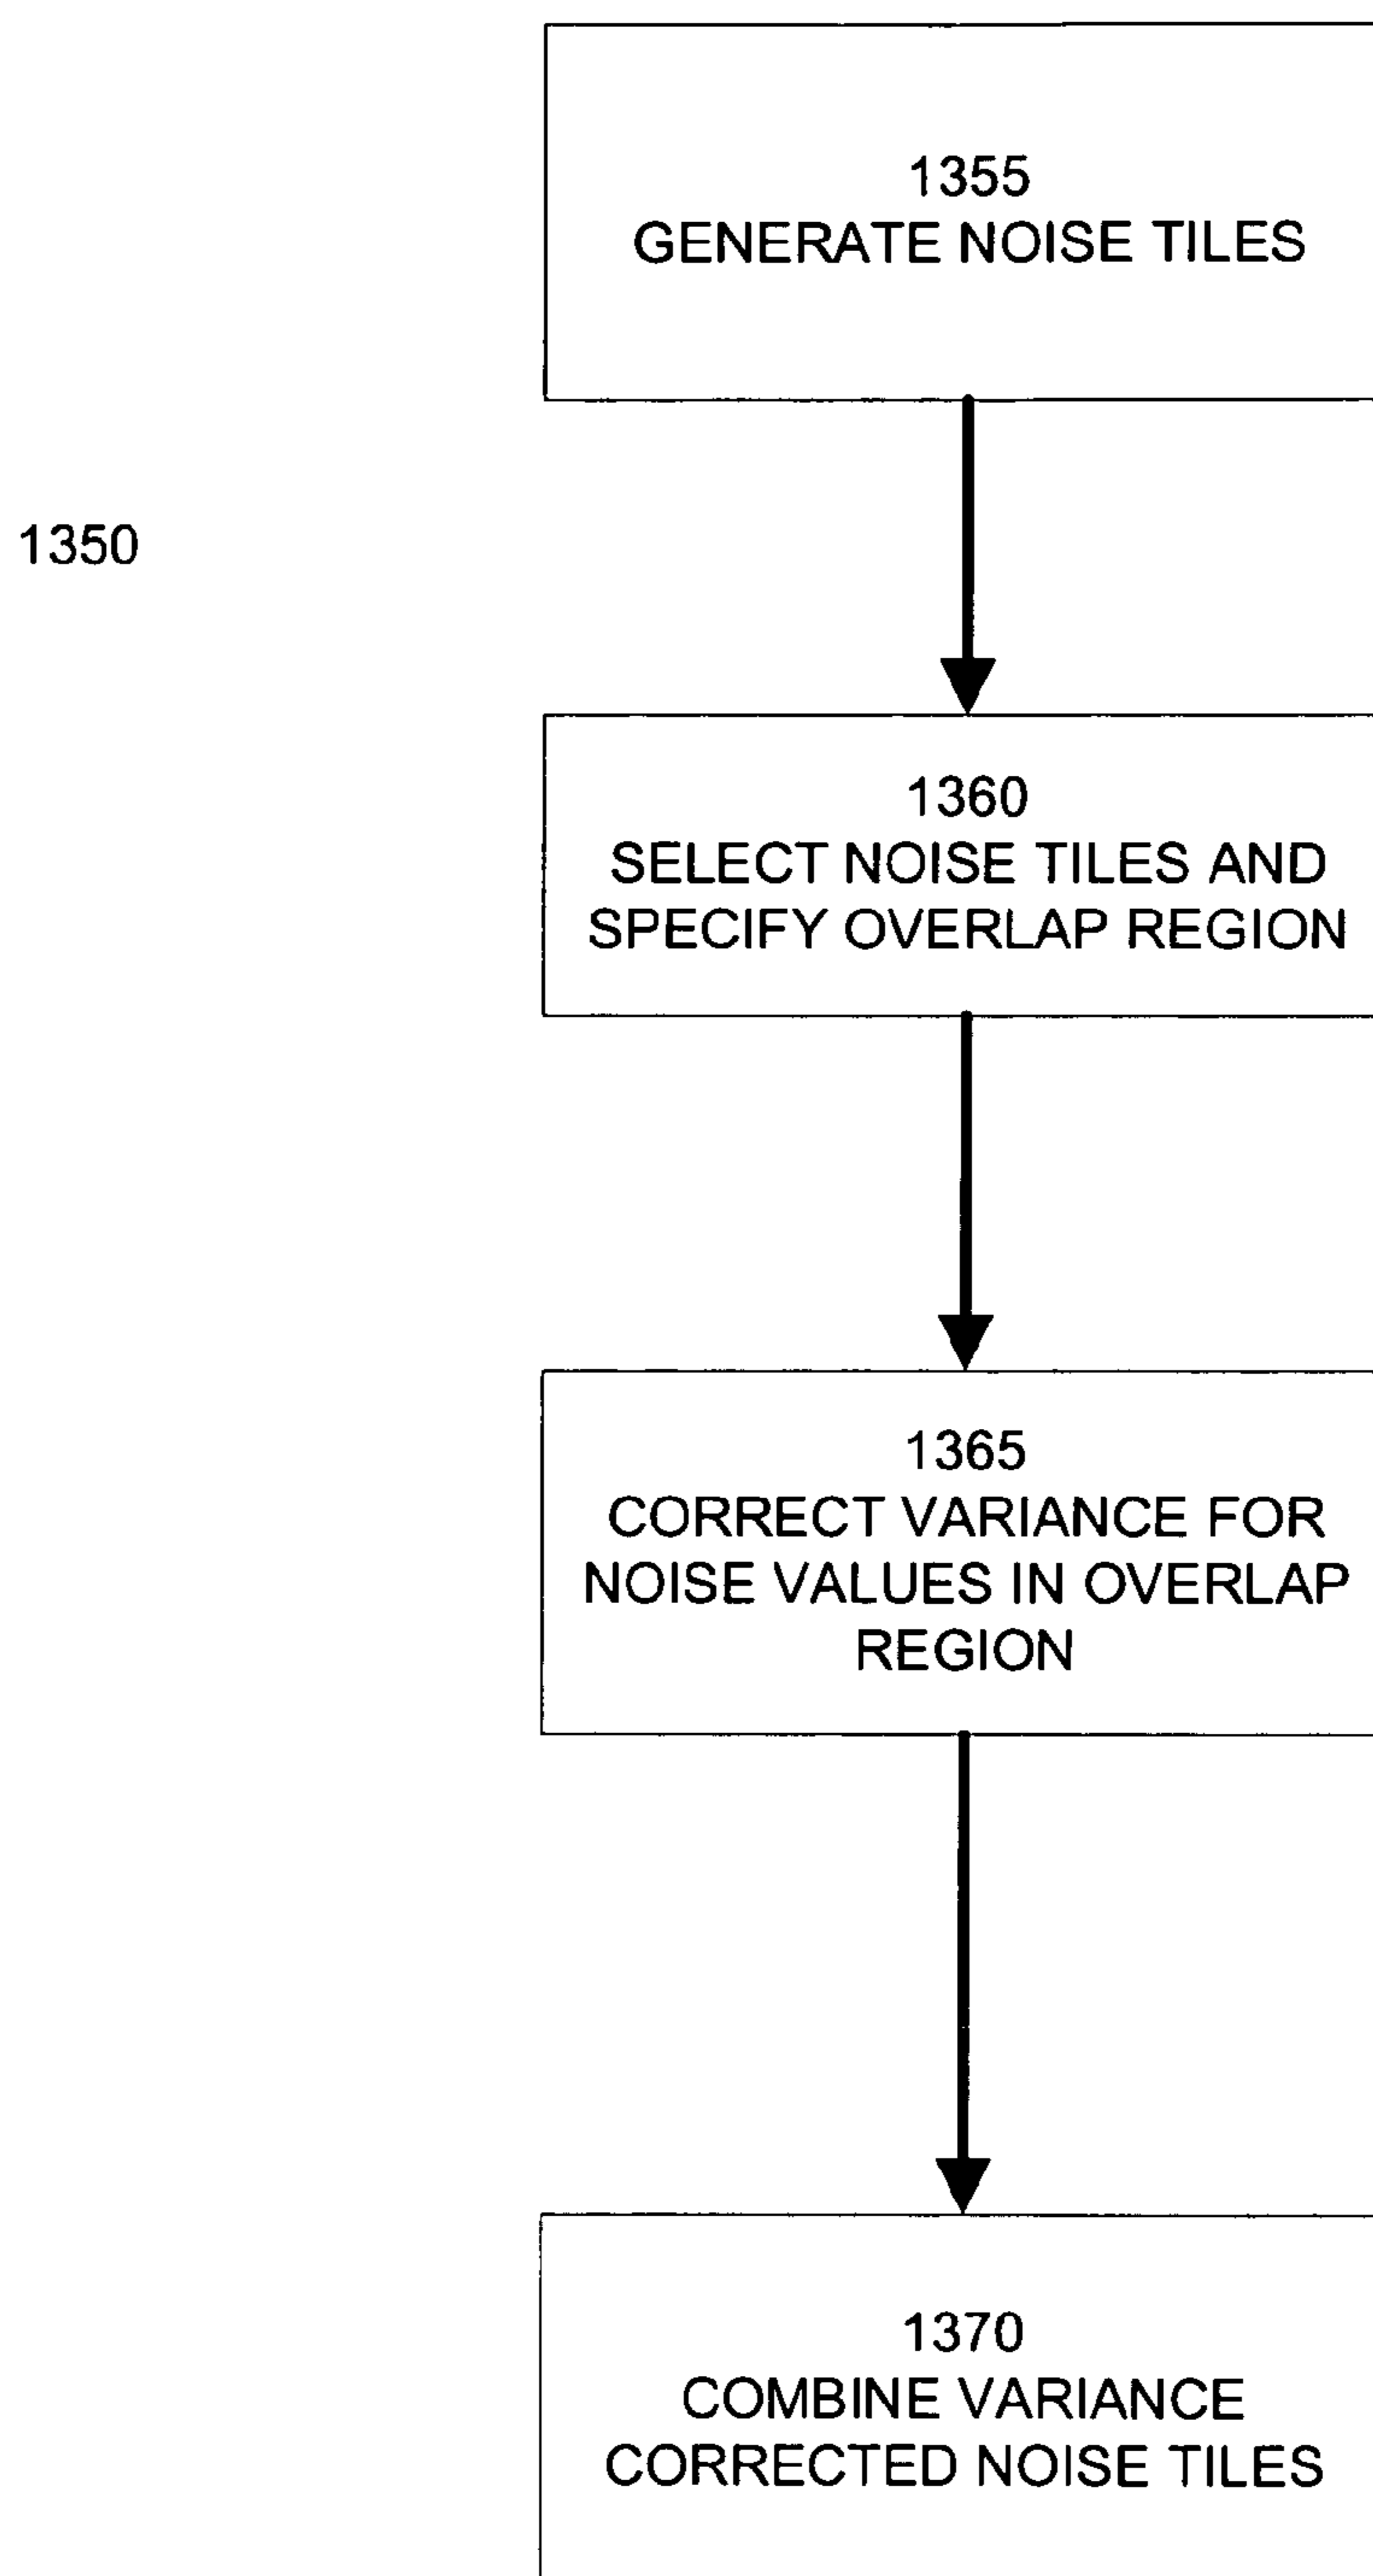 1355
GENERATE NOISE TILES
1350
1360
SELECT NOISE TILES AND
SPECIFY OVERLAP REGION
1365
CORRECT VARIANCE FOR
NOISE VALUES IN OVERLAP
REGION
1370
COMBINE VARIANCE
CORRECTED NOISE TILES